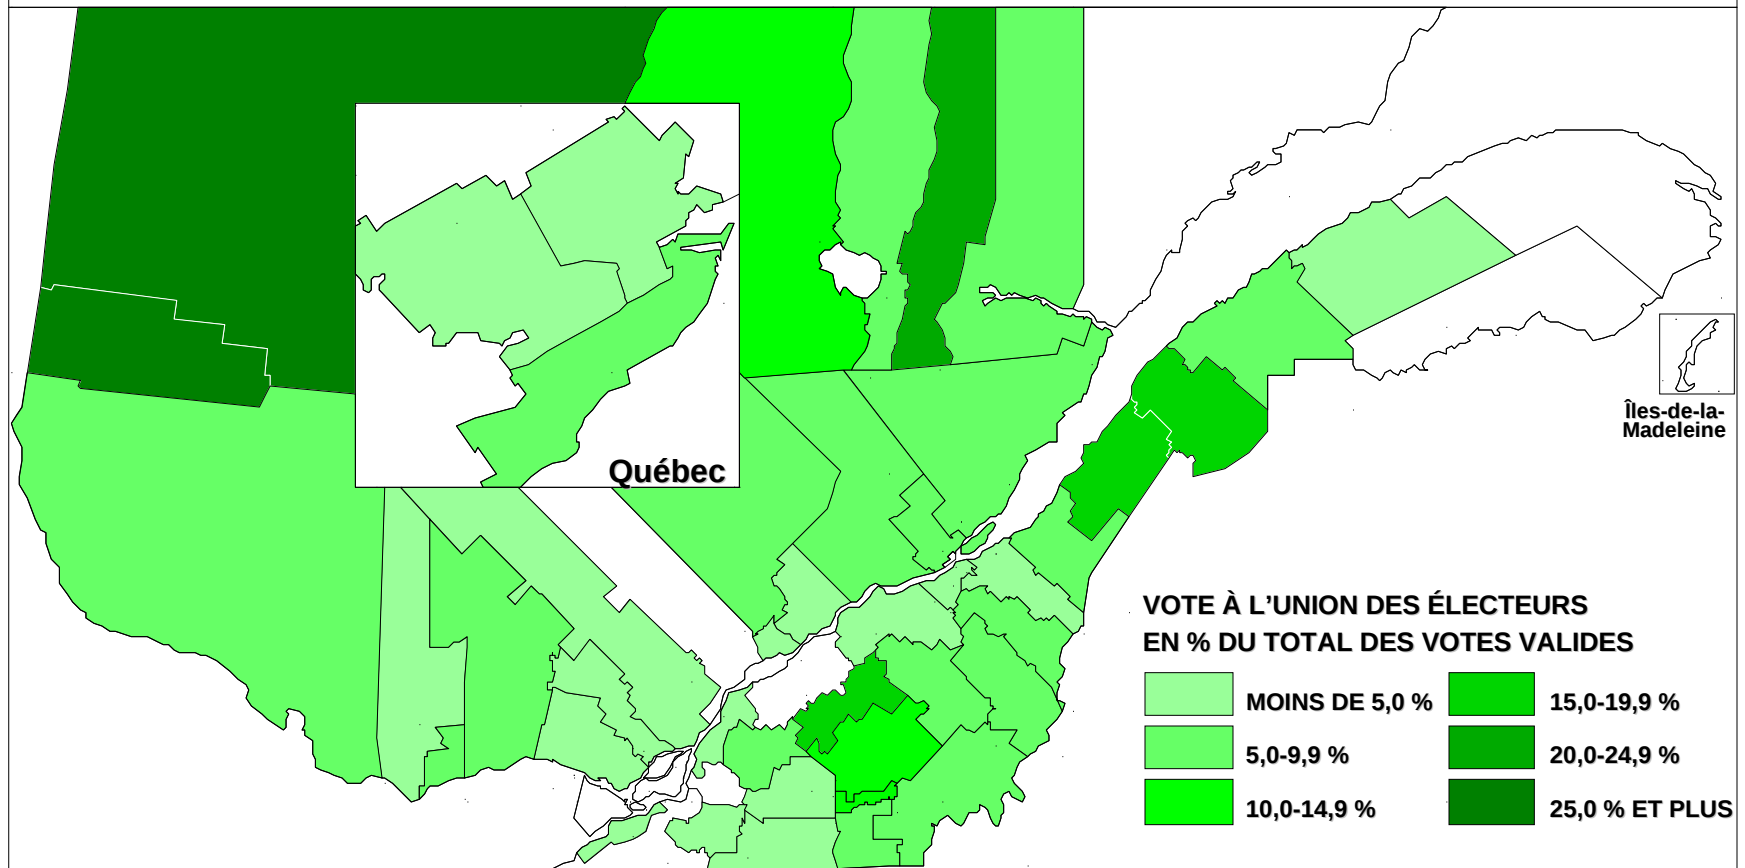 Québec
Îles-de-la-
Madeleine
VOTE À L’UNION DES ÉLECTEURS
EN % DU TOTAL DES VOTES VALIDES
MOINS DE 5,0 %
5,0-9,9 %
10,0-14,9 %
15,0-19,9 %
20,0-24,9 %
25,0 % ET PLUS